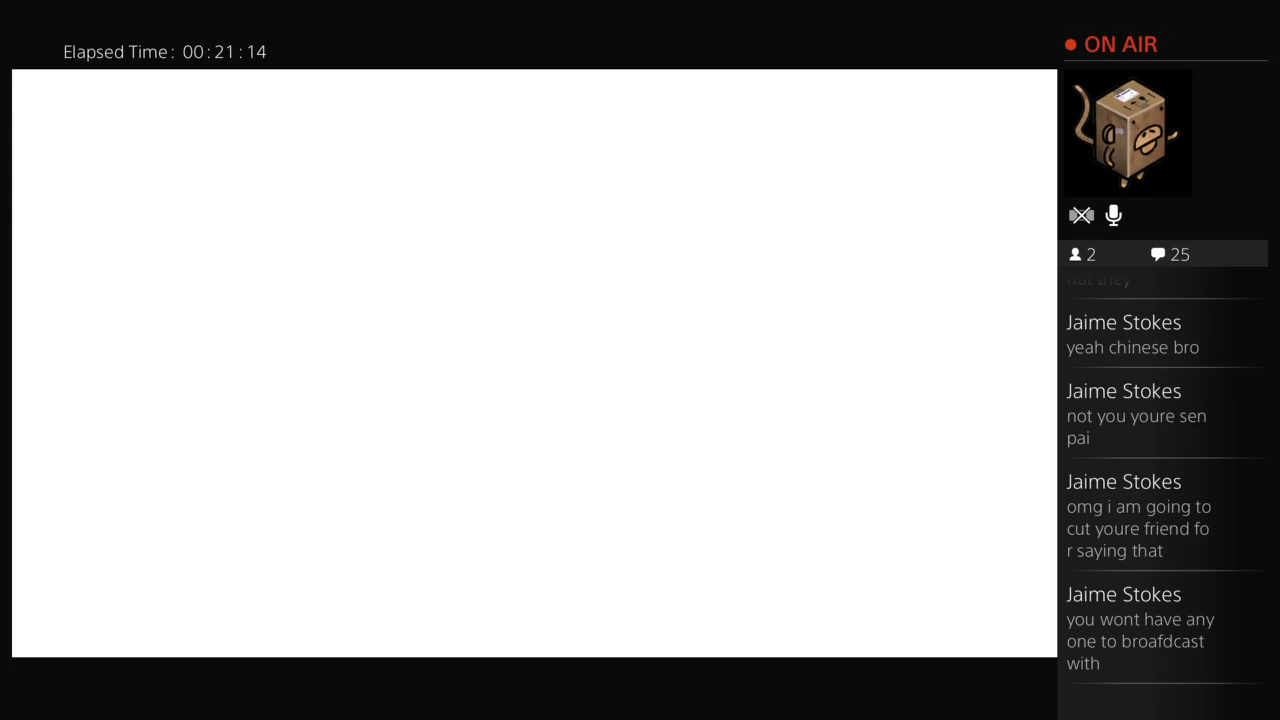 Elapsed Time: 00:21:14
ON AIR
2
25
not they
Jaime Stokes
yeah chinese bro
Jaime Stokes
not you youre sen
pai
Jaime Stokes
omg i am going to
cut youre friend fo
r saying that
Jaime Stokes
you wont have any
one to broafdcast
with